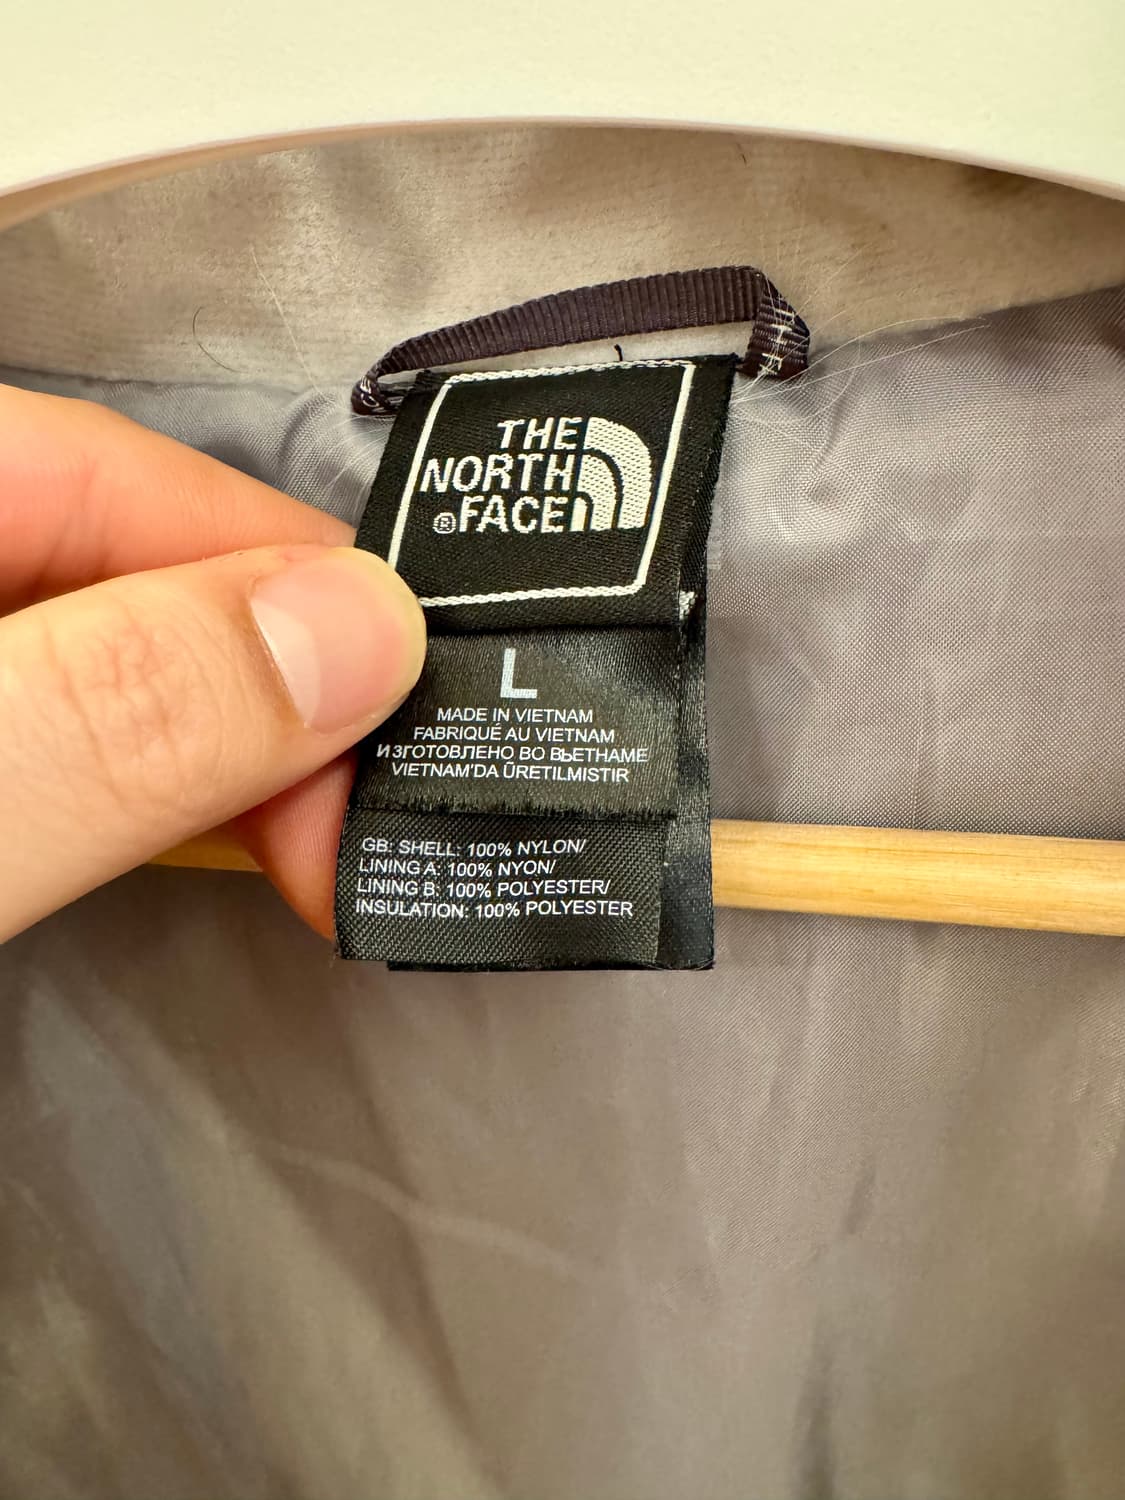 THE
NORTH
®FACE
L
MADE IN VIETNAM
FABRIQUÉ AU VIETNAM
ИЗГОТОВЛЕНО ВО ВЬЕТНАМЕ
VIETNAM'DA ÜRETILMISTIR
GB: SHELL: 100% NYLON/
LINING A: 100% NYON/
LINING B: 100% POLYESTER/
INSULATION: 100% POLYESTER